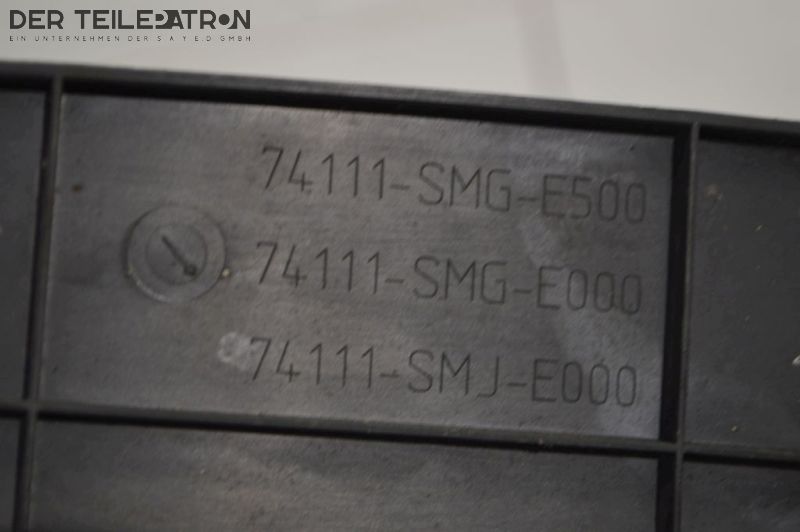 DER TEILEPATRON
EIN UNTERNEHMEN DER S A Y E D GMBH
74111-SMG-E500
74111-SMG-E000
74111-SMJ-E000